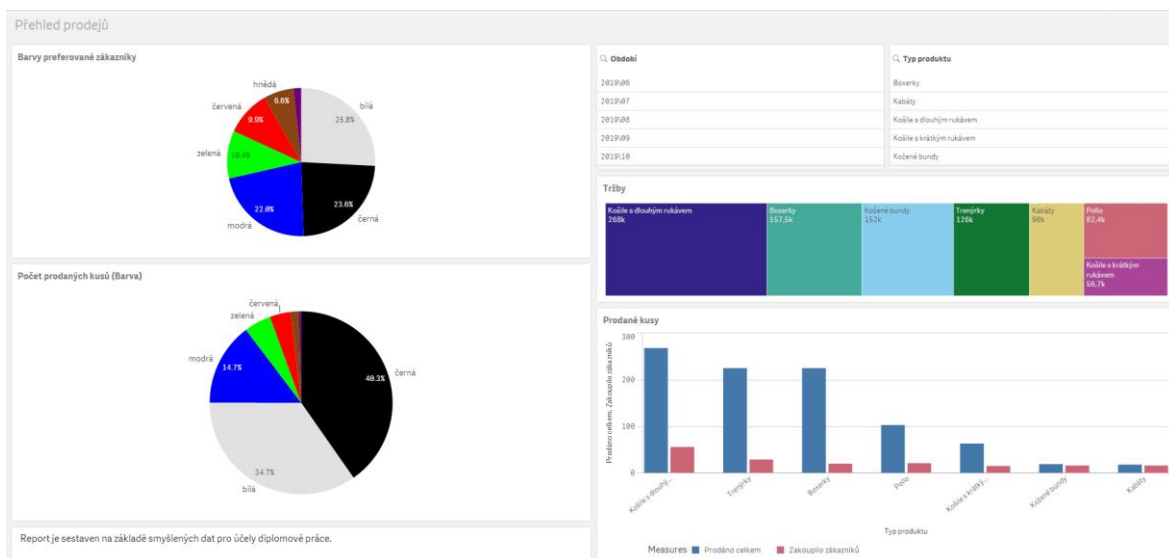 Přehled prodejů
Barvy preferované zákazníky
hnědá
6.6%
bílá
25.8%
červená
9.9%
zelená
10.4%
22.0%
modrá
23.6%
černá
Počet prodaných kusů (Barva)
červená
zelená
modrá
14.7%
40.3%
černá
34.7%
bílá
Report je sestaven na základě smyšlených dat pro účely diplomové práce.
Období
2019\06
2019\07
2019\08
2019\09
2019\10
Typ produktu
Boxerky
Kabáty
Košile s dlouhým rukávem
Košile s krátkým rukávem
Kožené bundy
Tržby
Košile s dlouhým rukávem
268k
Boxerky
157,5k
Kožené bundy
152k
Trenýrky
126k
Kabáty
90k
Pollo
82,4k
Košile s krátkým
rukávem
58,7k
Prodané kusy
Prodáno celkem, Zakoupilo zákazníků
300
200
100
0
Košile s dlouhý...
Trenýrky
Boxerky
Pollo
Košile s krátký...
Kožené bundy
Kabáty
Typ produktu
Measures Prodáno celkem Zakoupilo zákazníků